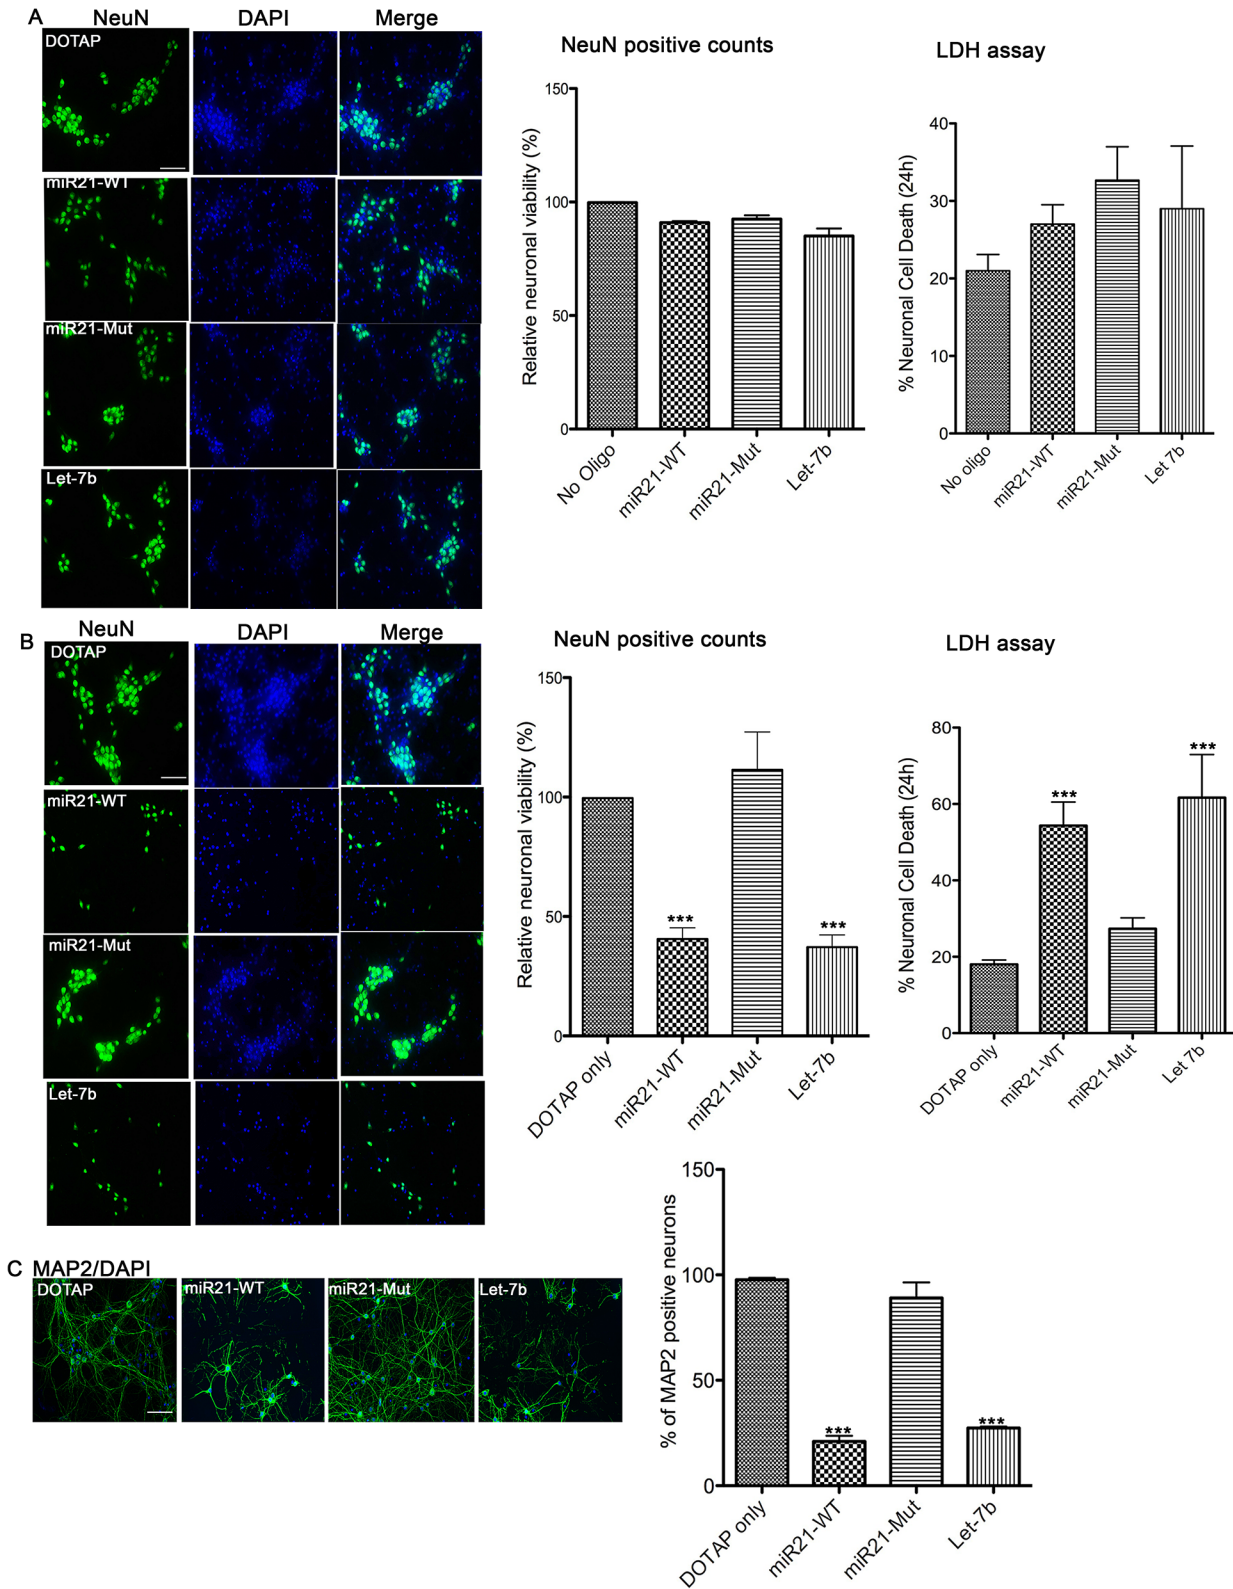 A
NeuN DAPI Merge
DOTAP
miR21-WT
miR21-Mut
Let-7b
NeuN positive counts
Relative neuronal viability (%)
150
100
50
0
No Oligo
miR21-WT
miR21-Mut
Let-7b
LDH assay
% Neuronal Cell Death (24h)
40
30
20
10
0
No oligo
miR21-WT
miR21-Mut
Let 7b
B
NeuN DAPI Merge
DOTAP
miR21-WT
miR21-Mut
Let-7b
NeuN positive counts
Relative neuronal viability (%)
150
100
50
0
***
***
DOTAP only
miR21-WT
miR21-Mut
Let-7b
LDH assay
% Neuronal Cell Death (24h)
80
60
40
20
0
***
***
DOTAP only
miR21-WT
miR21-Mut
Let 7b
C MAP2/DAPI
DOTAP
miR21-WT
miR21-Mut
Let-7b
% of MAP2 positive neurons
150
100
50
0
***
***
DOTAP only
miR21-WT
miR21-Mut
Let-7b